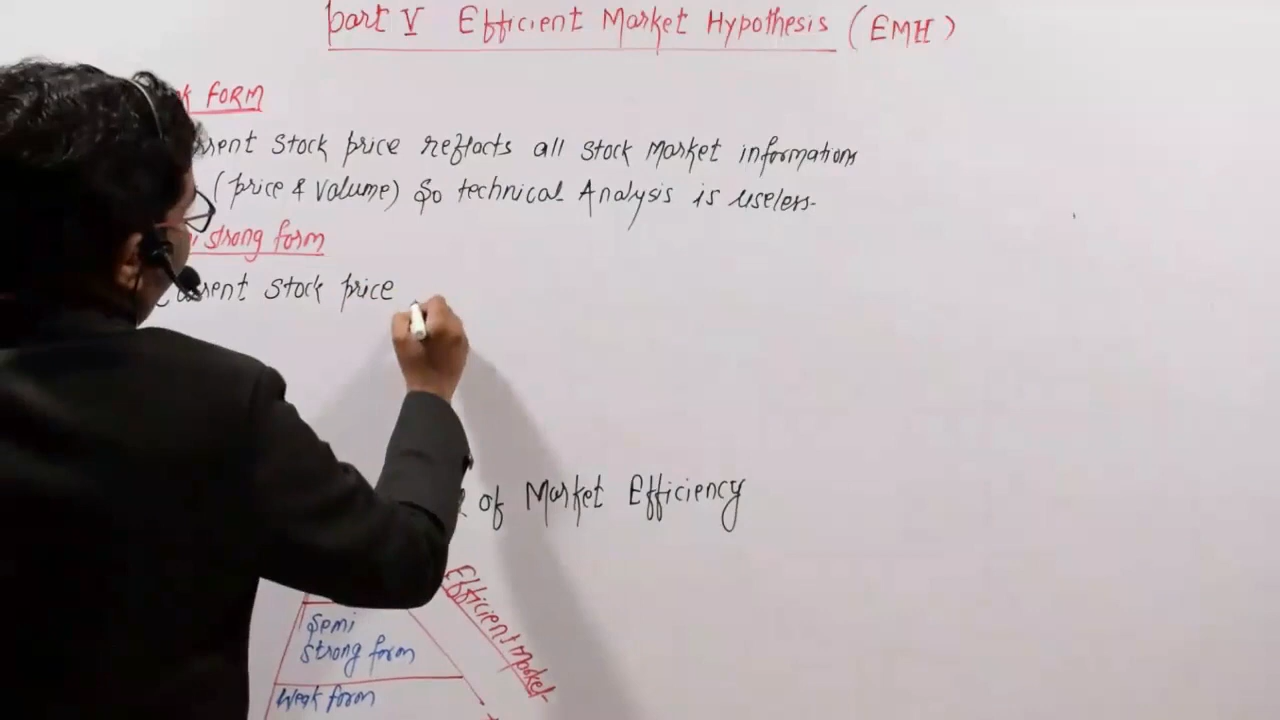 Part V Efficient Market Hypothesis (EMH)
FORM
stock price reflacts all stock Market informations
(price & volume) So technical Analysis is useless.
strong form
stock price
of Market Efficiency
Efficient market
Semi
strong form
Weak form